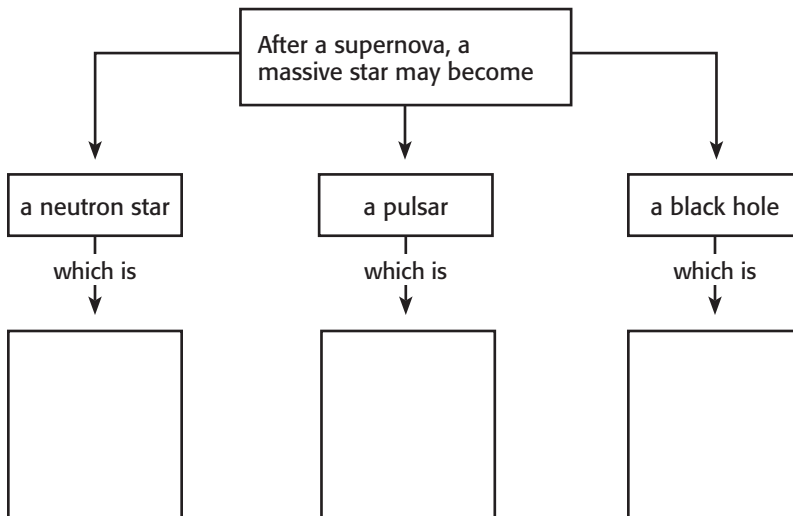 After a supernova, a
massive star may become
a neutron star
a pulsar
a black hole
which is
which is
which is